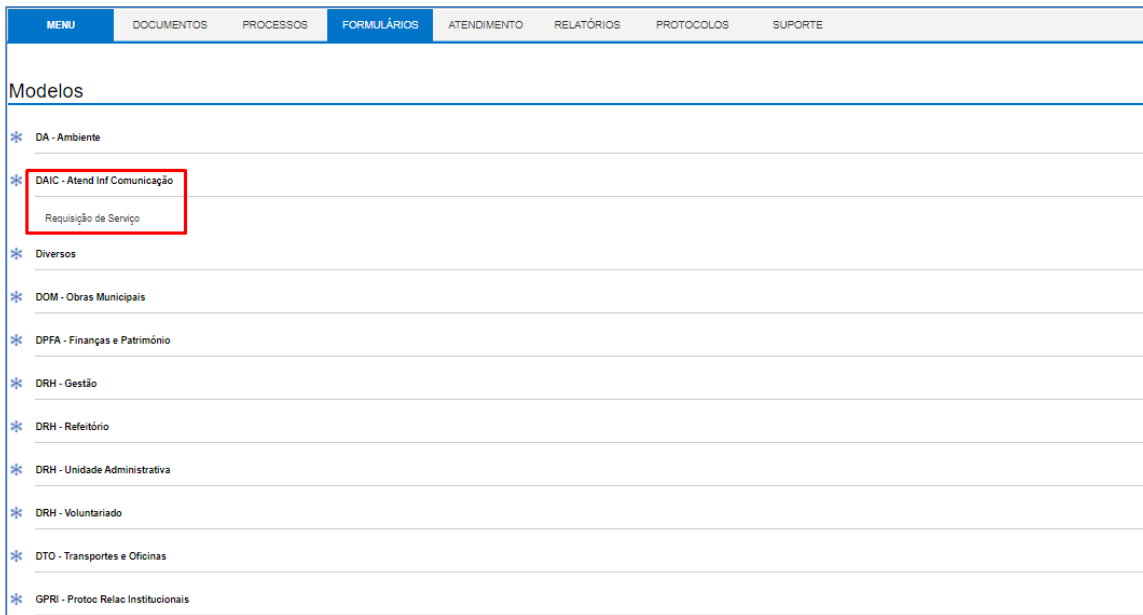 MENU DOCUMENTOS PROCESSOS FORMULÁRIOS ATENDIMENTO RELATÓRIOS PROTOCOLOS SUPORTE
Modelos
DA - Ambiente
DAIC - Atend Inf Comunicação
Requisição de Serviço
Diversos
DOM - Obras Municipais
DPFA - Finanças e Património
DRH - Gestão
DRH - Refeitório
DRH - Unidade Administrativa
DRH - Voluntariado
DTO - Transportes e Oficinas
GPRI - Protoc Relac Institucionais